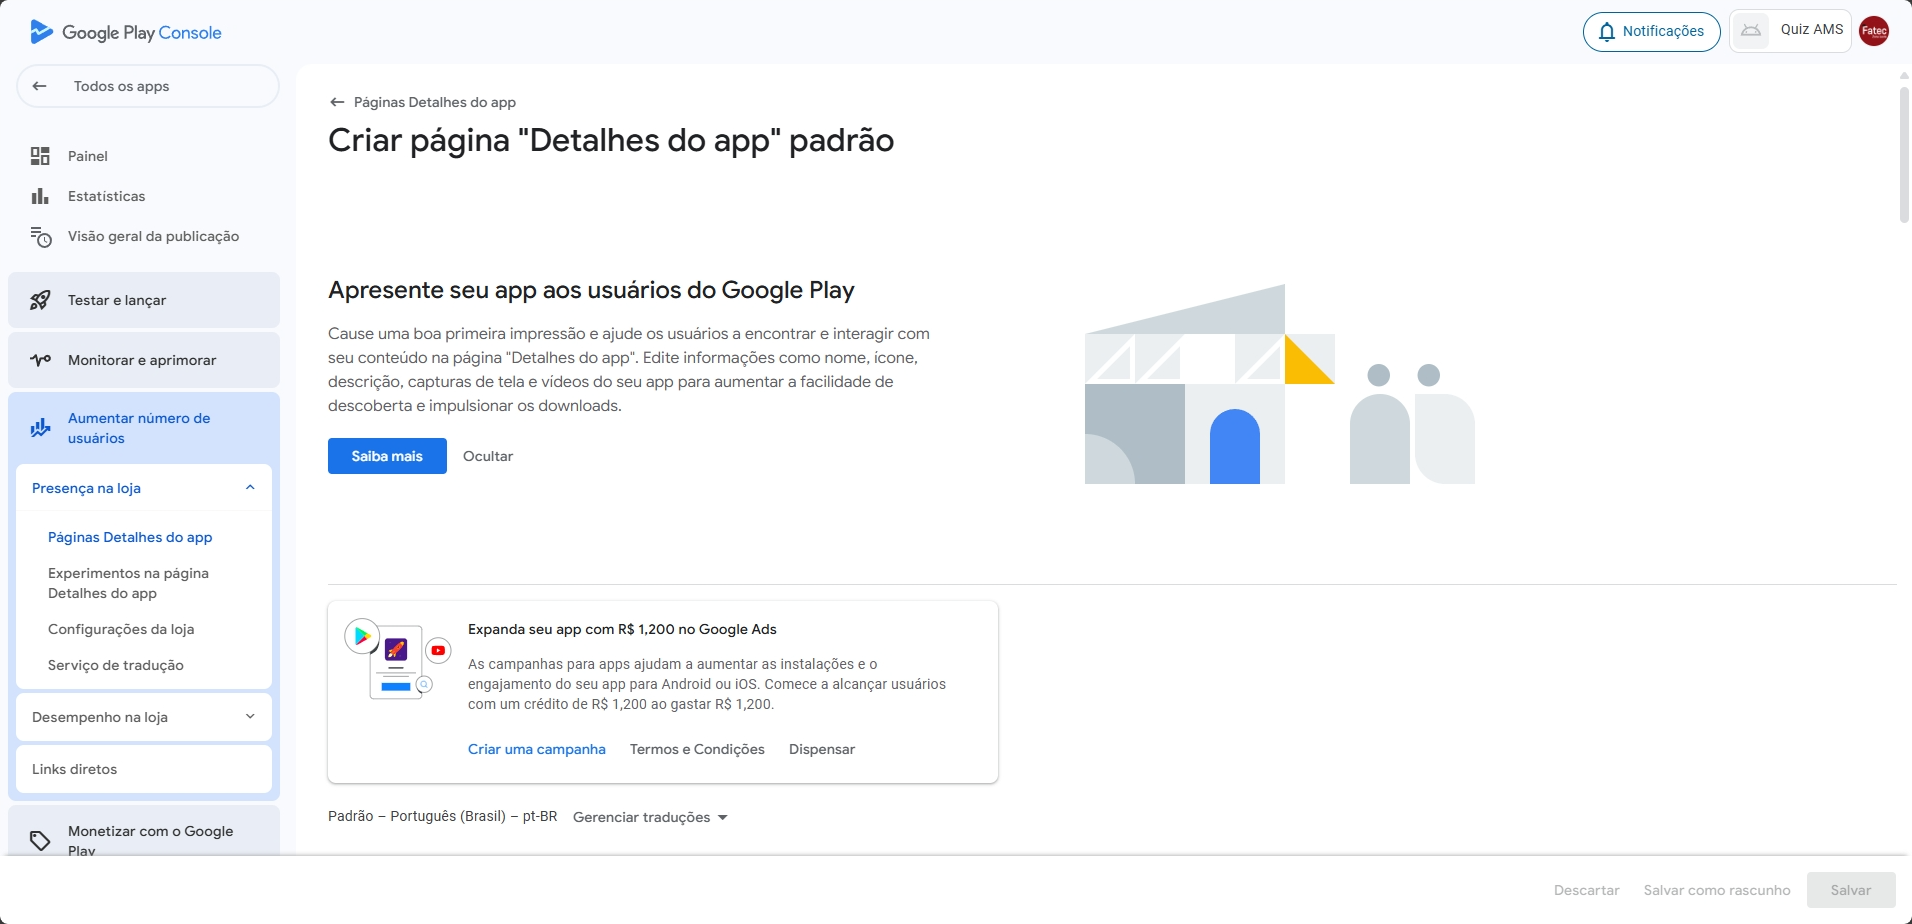 Google Play Console
Notificações
Quiz AMS
Fatec
Todos os apps
Painel
Estatísticas
Visão geral da publicação
Testar e lançar
Monitorar e aprimorar
Aumentar número de
usuários
Presença na loja
Páginas Detalhes do app
Experimentos na página
Detalhes do app
Configurações da loja
Serviço de tradução
Desempenho na loja
Links diretos
Monetizar com o Google
Play
Páginas Detalhes do app
Criar página "Detalhes do app" padrão
Apresente seu app aos usuários do Google Play
Cause uma boa primeira impressão e ajude os usuários a encontrar e interagir com
seu conteúdo na página "Detalhes do app". Edite informações como nome, ícone,
descrição, capturas de tela e vídeos do seu app para aumentar a facilidade de
descoberta e impulsionar os downloads.
Saiba mais
Ocultar
Expanda seu app com R$ 1,200 no Google Ads
As campanhas para apps ajudam a aumentar as instalações e o
engajamento do seu app para Android ou iOS. Comece a alcançar usuários
com um crédito de R$ 1,200 ao gastar R$ 1,200.
Criar uma campanha
Termos e Condições
Dispensar
Padrão – Português (Brasil) – pt-BR
Gerenciar traduções
Descartar
Salvar como rascunho
Salvar